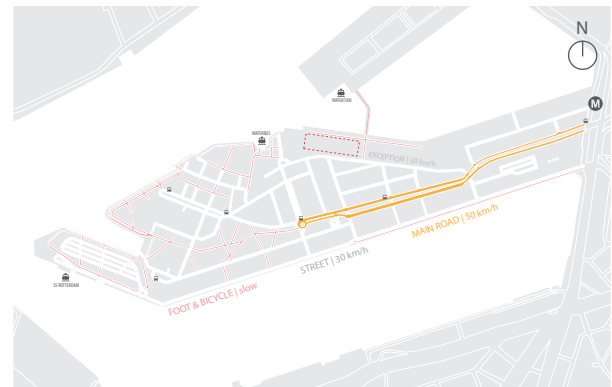 N
M
WATERTAXI
WATERBUS
EXCEPTION | 50 km/h
MAIN ROAD | 50 km/h
STREET | 30 km/h
SS ROTTERDAM
FOOT & BICYCLE | slow